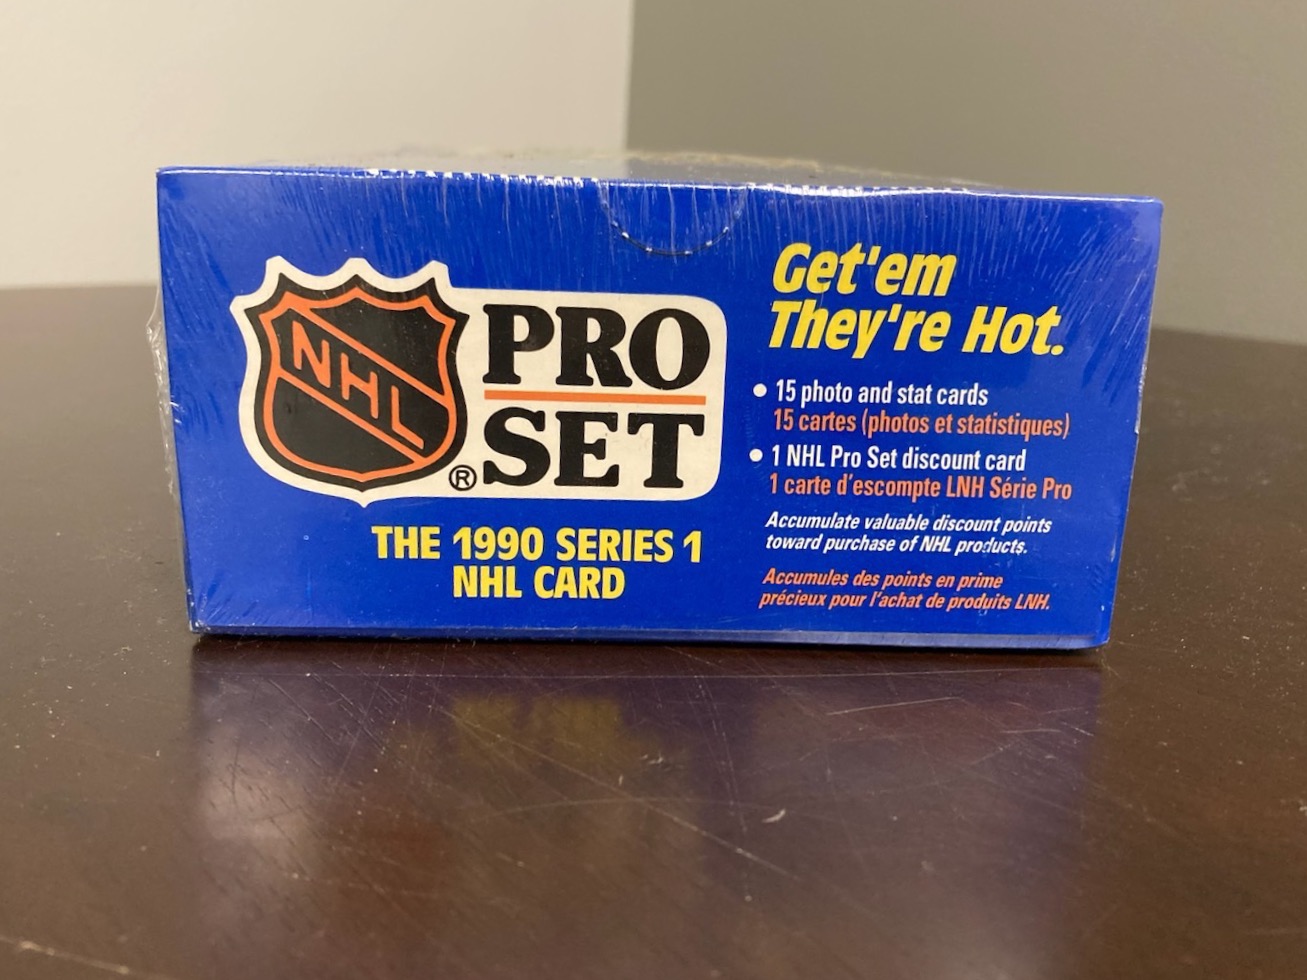 NHL
PRO
SET
®
THE 1990 SERIES 1
NHL CARD
Get'em
They're Hot.
• 15 photo and stat cards
15 cartes (photos et statistiques)
• 1 NHL Pro Set discount card
1 carte d'escompte LNH Série Pro
Accumulate valuable discount points
toward purchase of NHL products.
Accumules des points en prime
précieux pour l'achat de produits LNH.